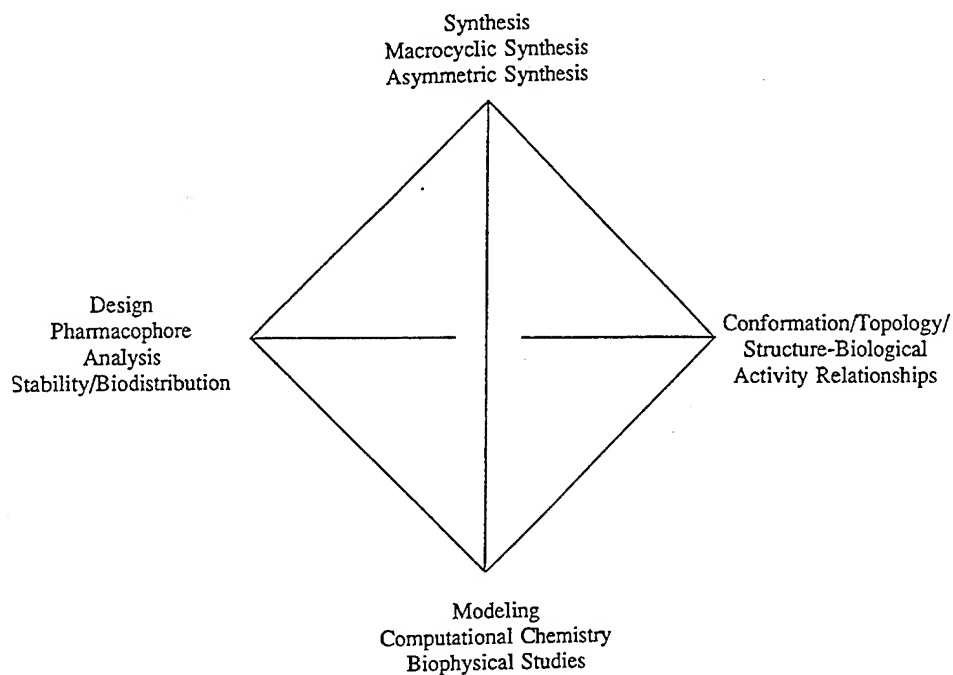 Synthesis
Macrocyclic Synthesis
Asymmetric Synthesis
Design
Pharmacophore
Analysis
Stability/Biodistribution
Conformation/Topology/
Structure-Biological
Activity Relationships
Modeling
Computational Chemistry
Biophysical Studies